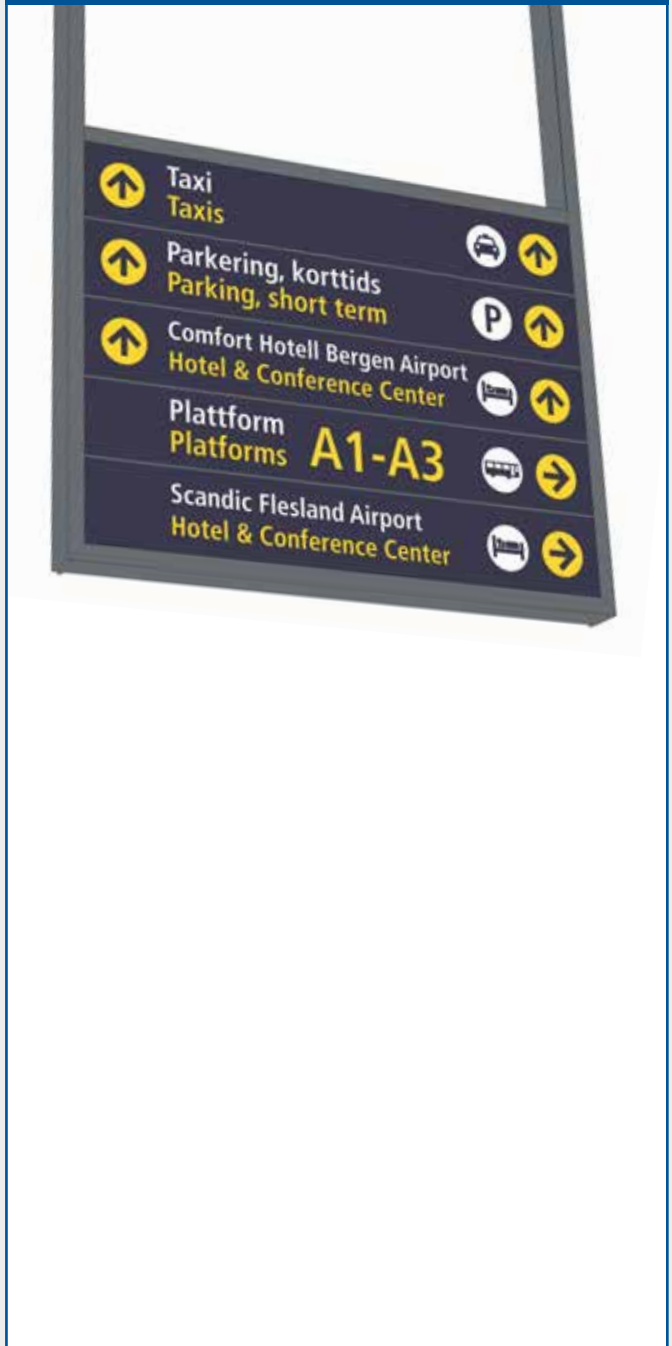 Taxi
Taxis
Parkering, korttids
Parking, short term
P
Comfort Hotell Bergen Airport
Hotel & Conference Center
Plattform
Platforms A1-A3
Scandic Flesland Airport
Hotel & Conference Center